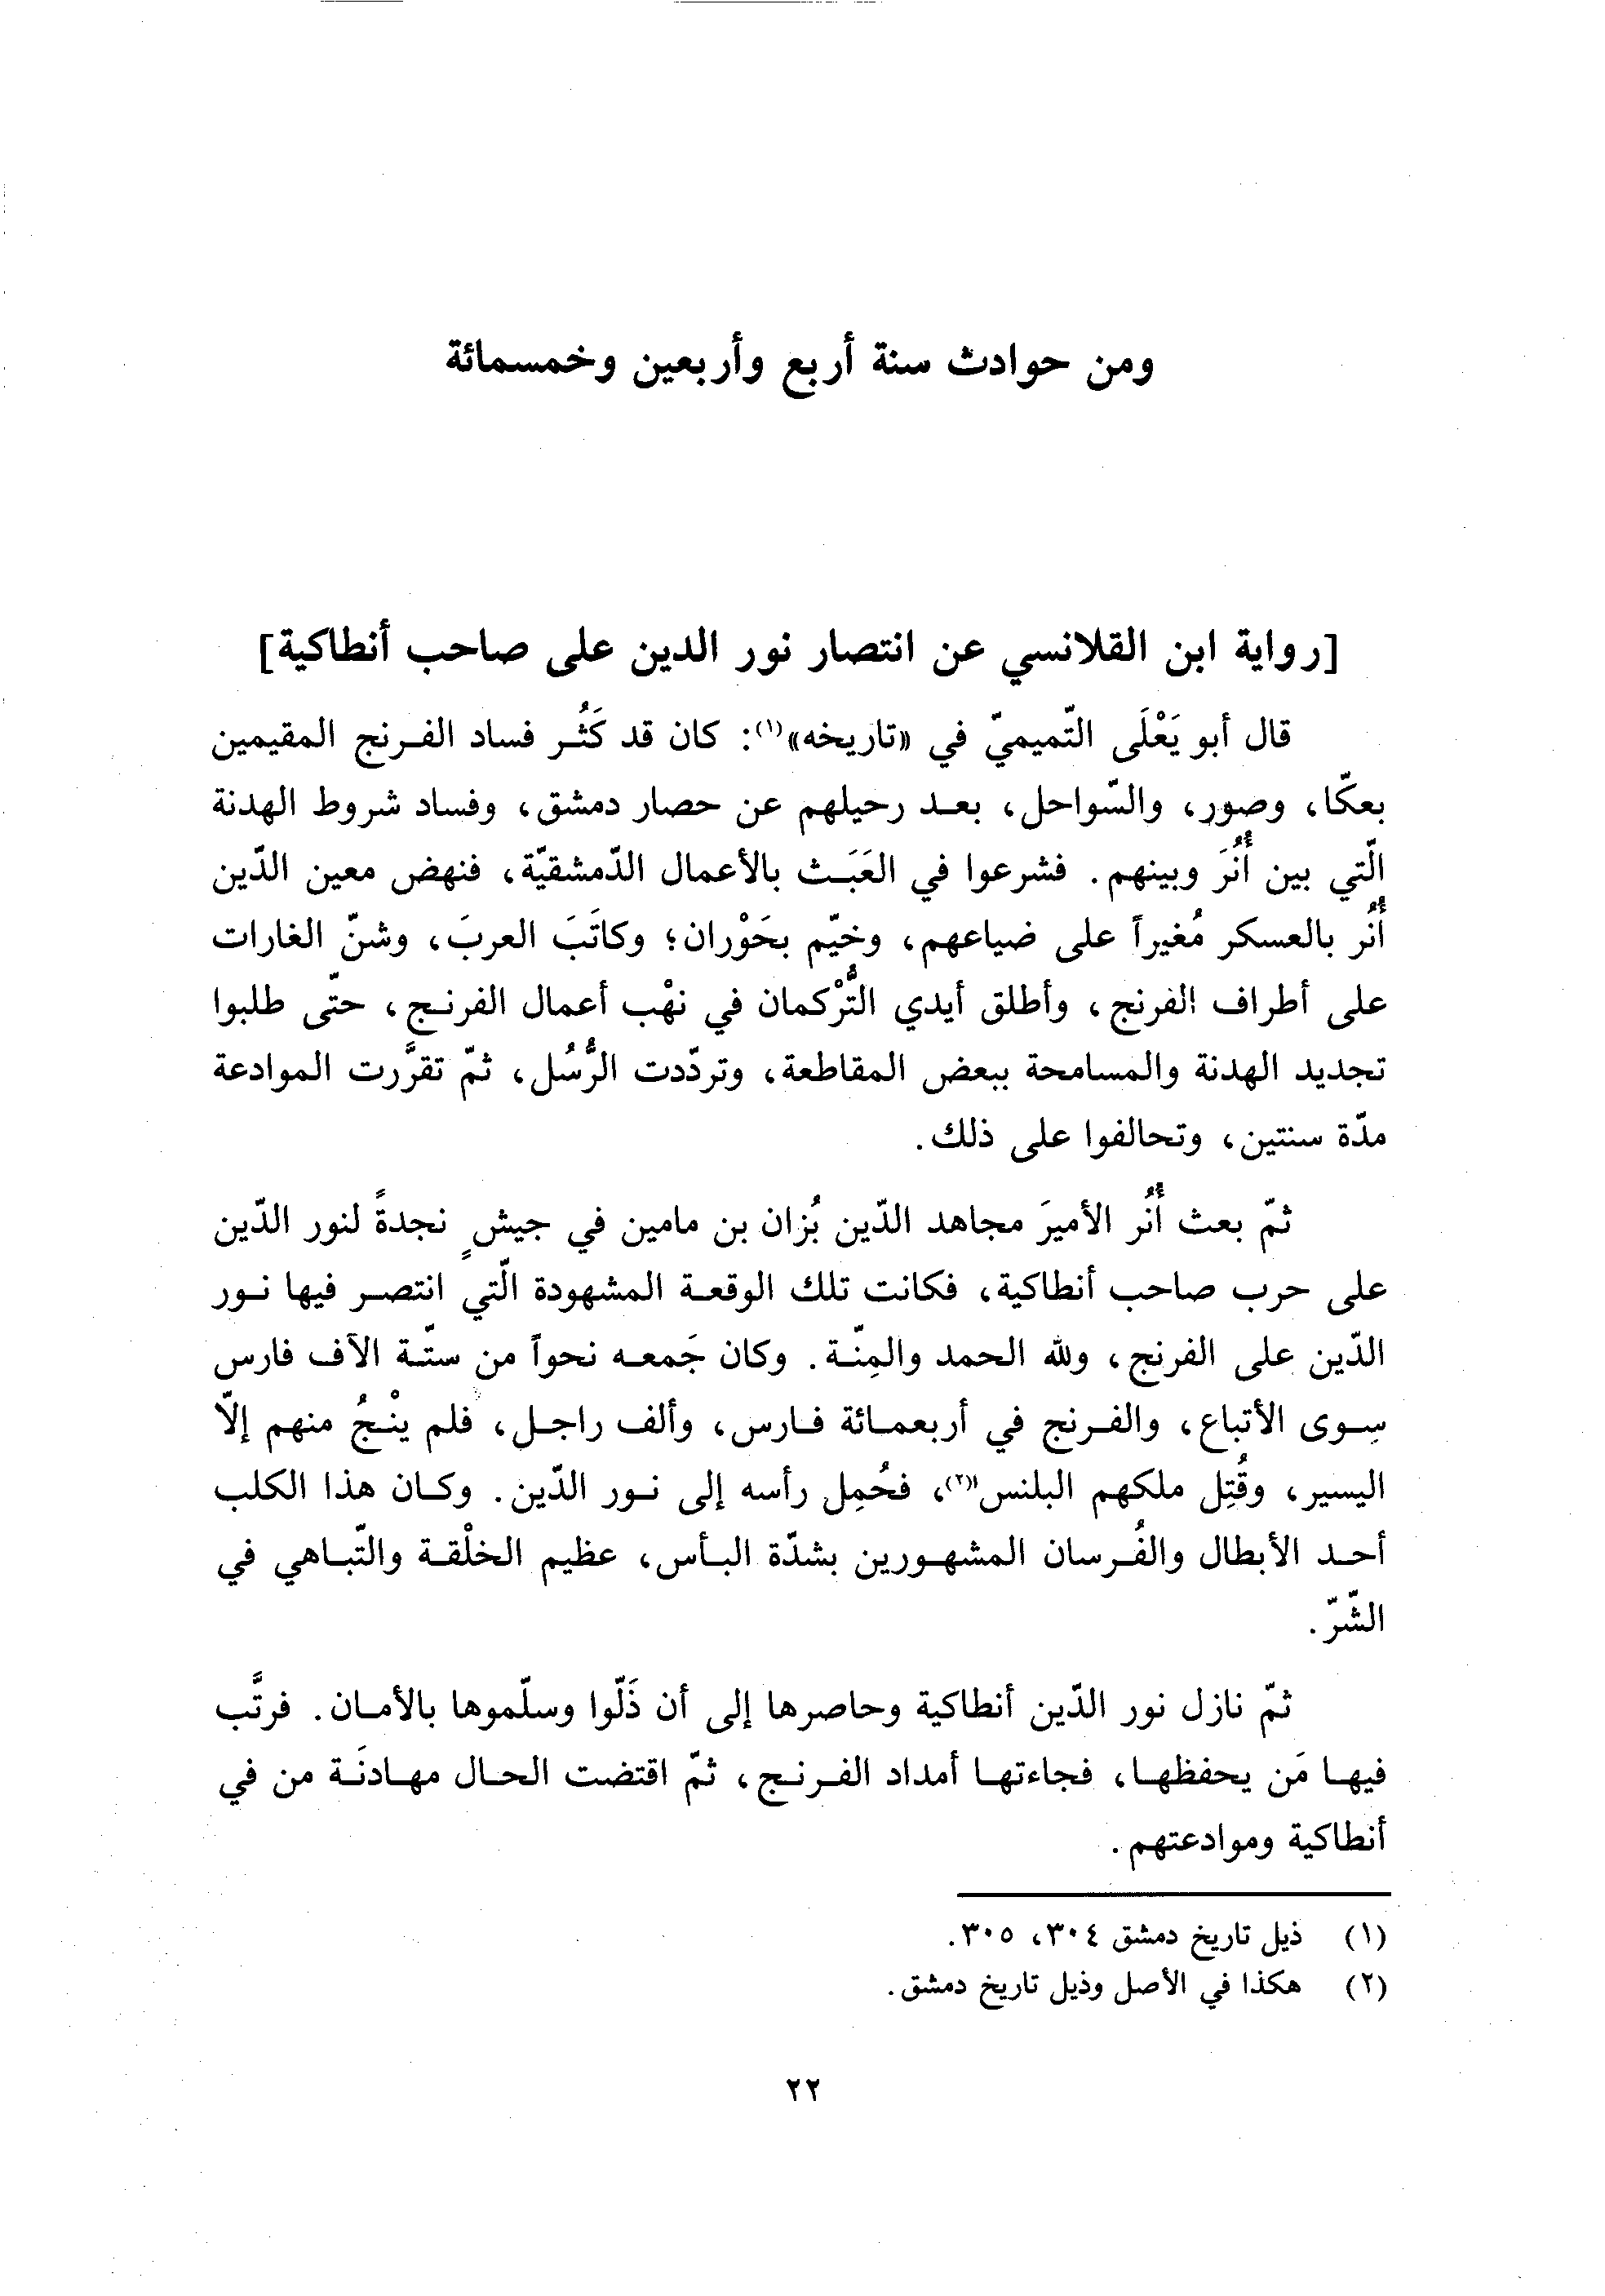 ومن حوادث سنة أربع وأربعين وخمسمائة
[رواية ابن القلانسي عن انتصار نور الدين على صاحب أنطاكية]
قال أبو يَعْلَى التّميميّ في «تاريخه»(١): كان قد كَثُر فساد الفرنج المقيمين
بعكّا، وصور، والسّواحل، بعد رحيلهم عن حصار دمشق، وفساد شروط الهدنة
الّتي بين أُنُرَ وبينهم. فشرعوا في العَبَث بالأعمال الدّمشقيّة، فنهض معين الدّين
أُنُر بالعسكر مُغيراً على ضياعهم، وخيّم بحَوْران؛ وكاتَبَ العربَ، وشنّ الغارات
على أطراف الفرنج، وأطلق أيدي التُّرْكمان في نهْب أعمال الفرنج، حتّى طلبوا
تجديد الهدنة والمسامحة ببعض المقاطعة، وتردّدت الرُّسُل، ثمّ تقرَّرت الموادعة
مدّة سنتين، وتحالفوا على ذلك.
ثمّ بعث أُنُر الأميرَ مجاهد الدّين بُزان بن مامين في جيشٍ نجدةً لنور الدّين
على حرب صاحب أنطاكية، فكانت تلك الوقعة المشهودة الّتي انتصر فيها نور
الدّين على الفرنج، ولله الحمد والمِنّة. وكان جَمعه نحواً من ستّة الآف فارس
سِوى الأتباع، والفرنج في أربعمائة فارس، وألف راجل، فلم ينْجُ منهم إلاّ
اليسير، وقُتِل ملكهم البلنس"(٢)، فحُمِل رأسه إلى نور الدّين. وكان هذا الكلب
أحد الأبطال والفُرسان المشهورين بشدّة البأس، عظيم الخلْقة والتّباهي في
الشّرّ.
ثمّ نازل نور الدّين أنطاكية وحاصرها إلى أن ذَلّوا وسلّموها بالأمان. فرتَّب
فيها مَن يحفظها، فجاءتها أمداد الفرنج، ثمّ اقتضت الحال مهادنَة من في
أنطاكية وموادعتهم.
(١) ذيل تاريخ دمشق ٣٠٤، ٣٠٥.
(٢) هكذا في الأصل وذيل تاريخ دمشق.
٢٢